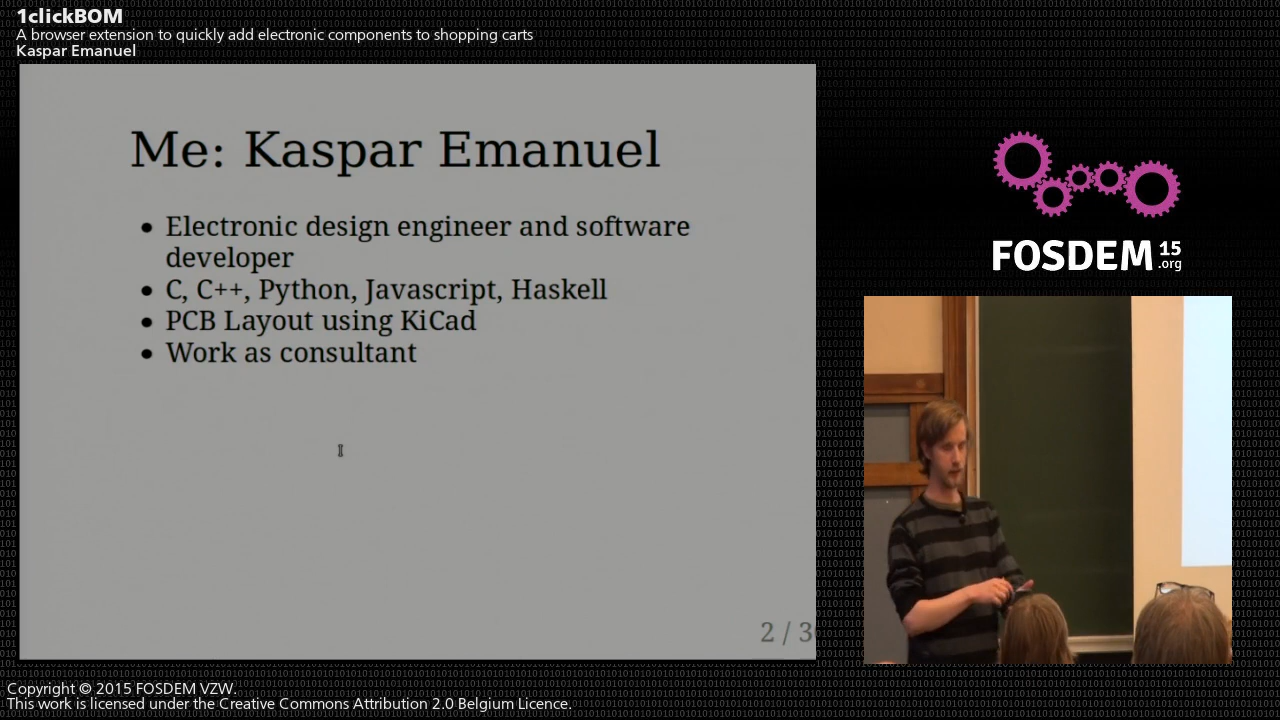 1clickBOM
A browser extension to quickly add electronic components to shopping carts
Kaspar Emanuel
Me: Kaspar Emanuel
• Electronic design engineer and software
developer
• C, C++, Python, Javascript, Haskell
• PCB Layout using KiCad
• Work as consultant
2 / 3
FOSDEM 15
.org
Copyright © 2015 FOSDEM VZW.
This work is licensed under the Creative Commons Attribution 2.0 Belgium Licence.